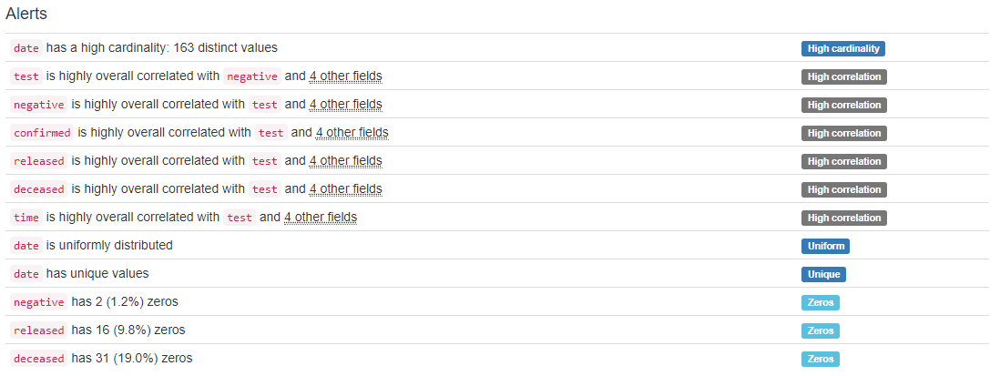 Alerts
date has a high cardinality: 163 distinct values High cardinality
test is highly overall correlated with negative and 4 other fields High correlation
negative is highly overall correlated with test and 4 other fields High correlation
confirmed is highly overall correlated with test and 4 other fields High correlation
released is highly overall correlated with test and 4 other fields High correlation
deceased is highly overall correlated with test and 4 other fields High correlation
time is highly overall correlated with test and 4 other fields High correlation
date is uniformly distributed Uniform
date has unique values Unique
negative has 2 (1.2%) zeros Zeros
released has 16 (9.8%) zeros Zeros
deceased has 31 (19.0%) zeros Zeros